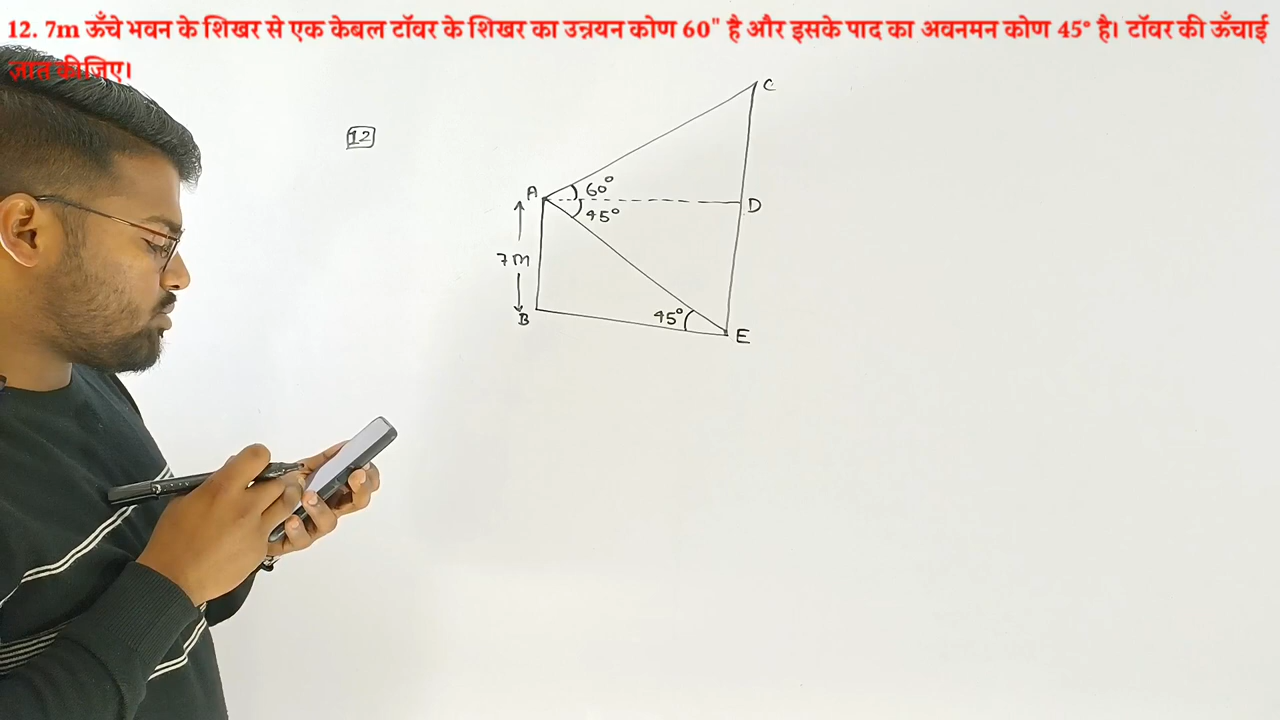 12. 7m ऊँचे भवन के शिखर से एक केबल टॉवर के शिखर का उन्नयन कोण 60" है और इसके पाद का अवनमन कोण 45° है। टॉवर की ऊँचाई
ज्ञात कीजिए।
C
12
A
60°
45°
D
7m
B
45°
E